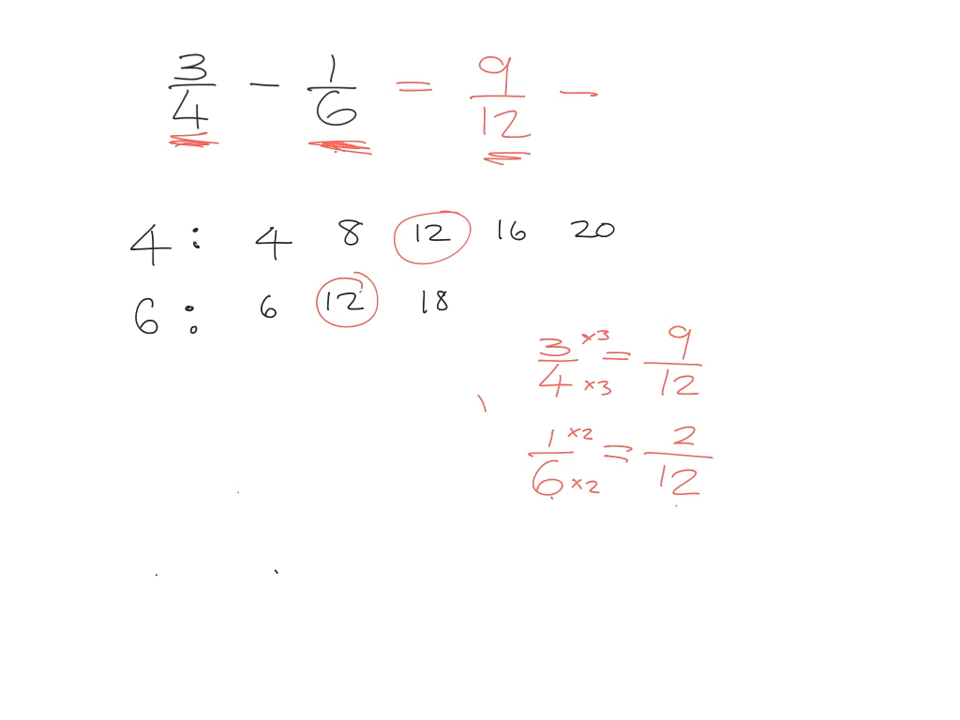 3/4 - 1/6 = 9/12 -
4 : 4 8 12 16 20
6 : 6 12 18
3/4 ×3/×3 = 9/12
1/6 ×2/×2 = 2/12